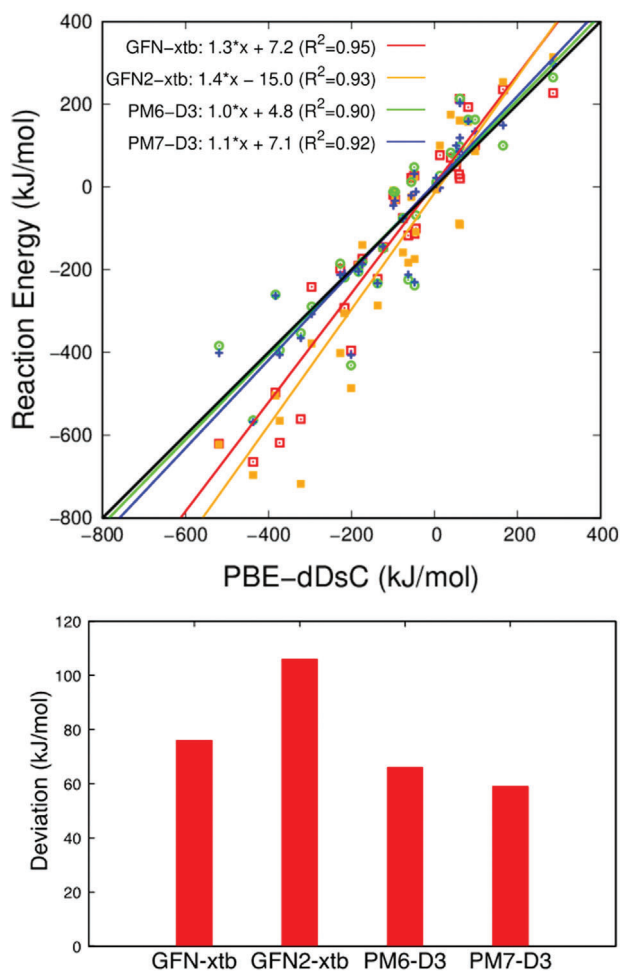 GFN−xtb: 1.3*x + 7.2 (R²=0.95)
GFN2−xtb: 1.4*x − 15.0 (R²=0.93)
PM6−D3: 1.0*x + 4.8 (R²=0.90)
PM7−D3: 1.1*x + 7.1 (R²=0.92)
400
200
0
−200
−400
−600
−800
Reaction Energy (kJ/mol)
−800 −600 −400 −200 0 200 400
PBE−dDsC (kJ/mol)
120
100
80
60
40
20
0
Deviation (kJ/mol)
GFN-xtb GFN2-xtb PM6-D3 PM7-D3